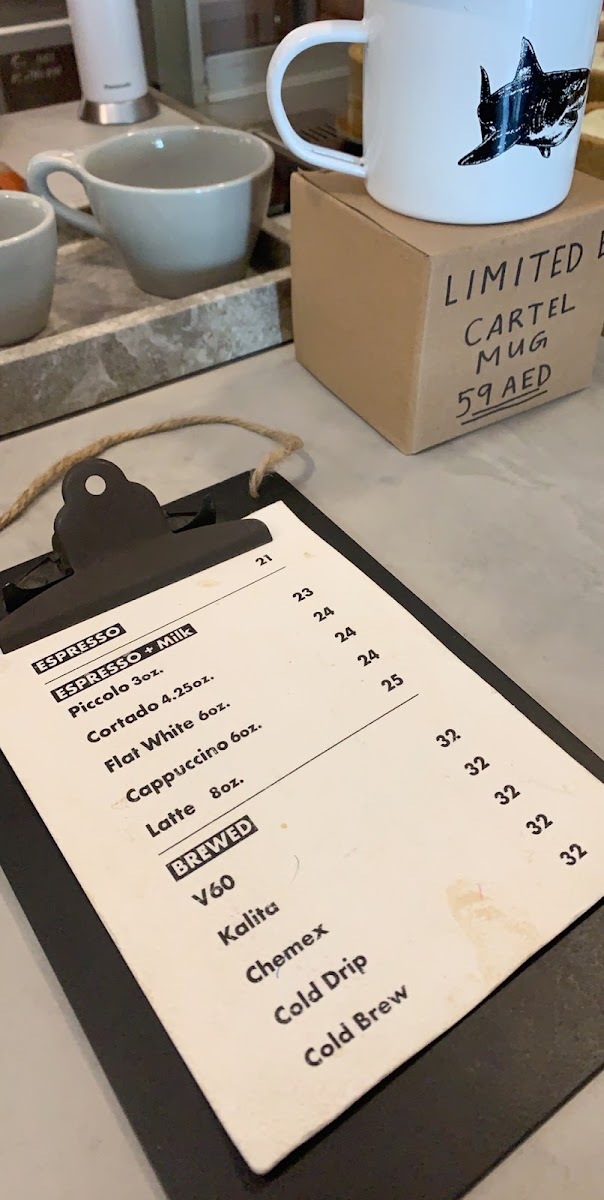 Panasonic
LIMITED E
CARTEL
MUG
59 AED
ESPRESSO 21
ESPRESSO + Milk
Piccolo 3oz. 23
Cortado 4.25oz. 24
Flat White 6oz. 24
Cappuccino 6oz. 24
Latte 8oz. 25
BREWED
V60 32
Kalita 32
Chemex 32
Cold Drip 32
Cold Brew 32